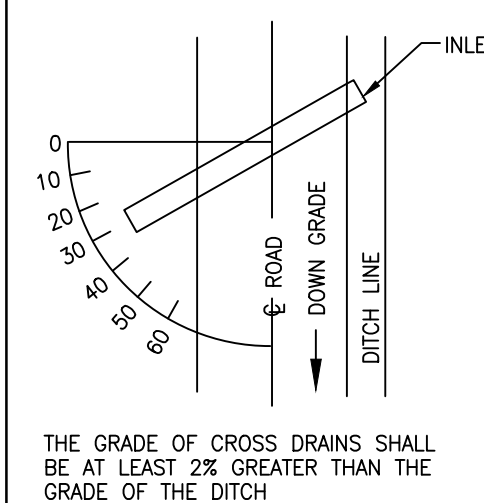 INLE
0
10
20
30
40
50
60
℄ ROAD
DOWN GRADE
DITCH LINE
THE GRADE OF CROSS DRAINS SHALL
BE AT LEAST 2% GREATER THAN THE
GRADE OF THE DITCH